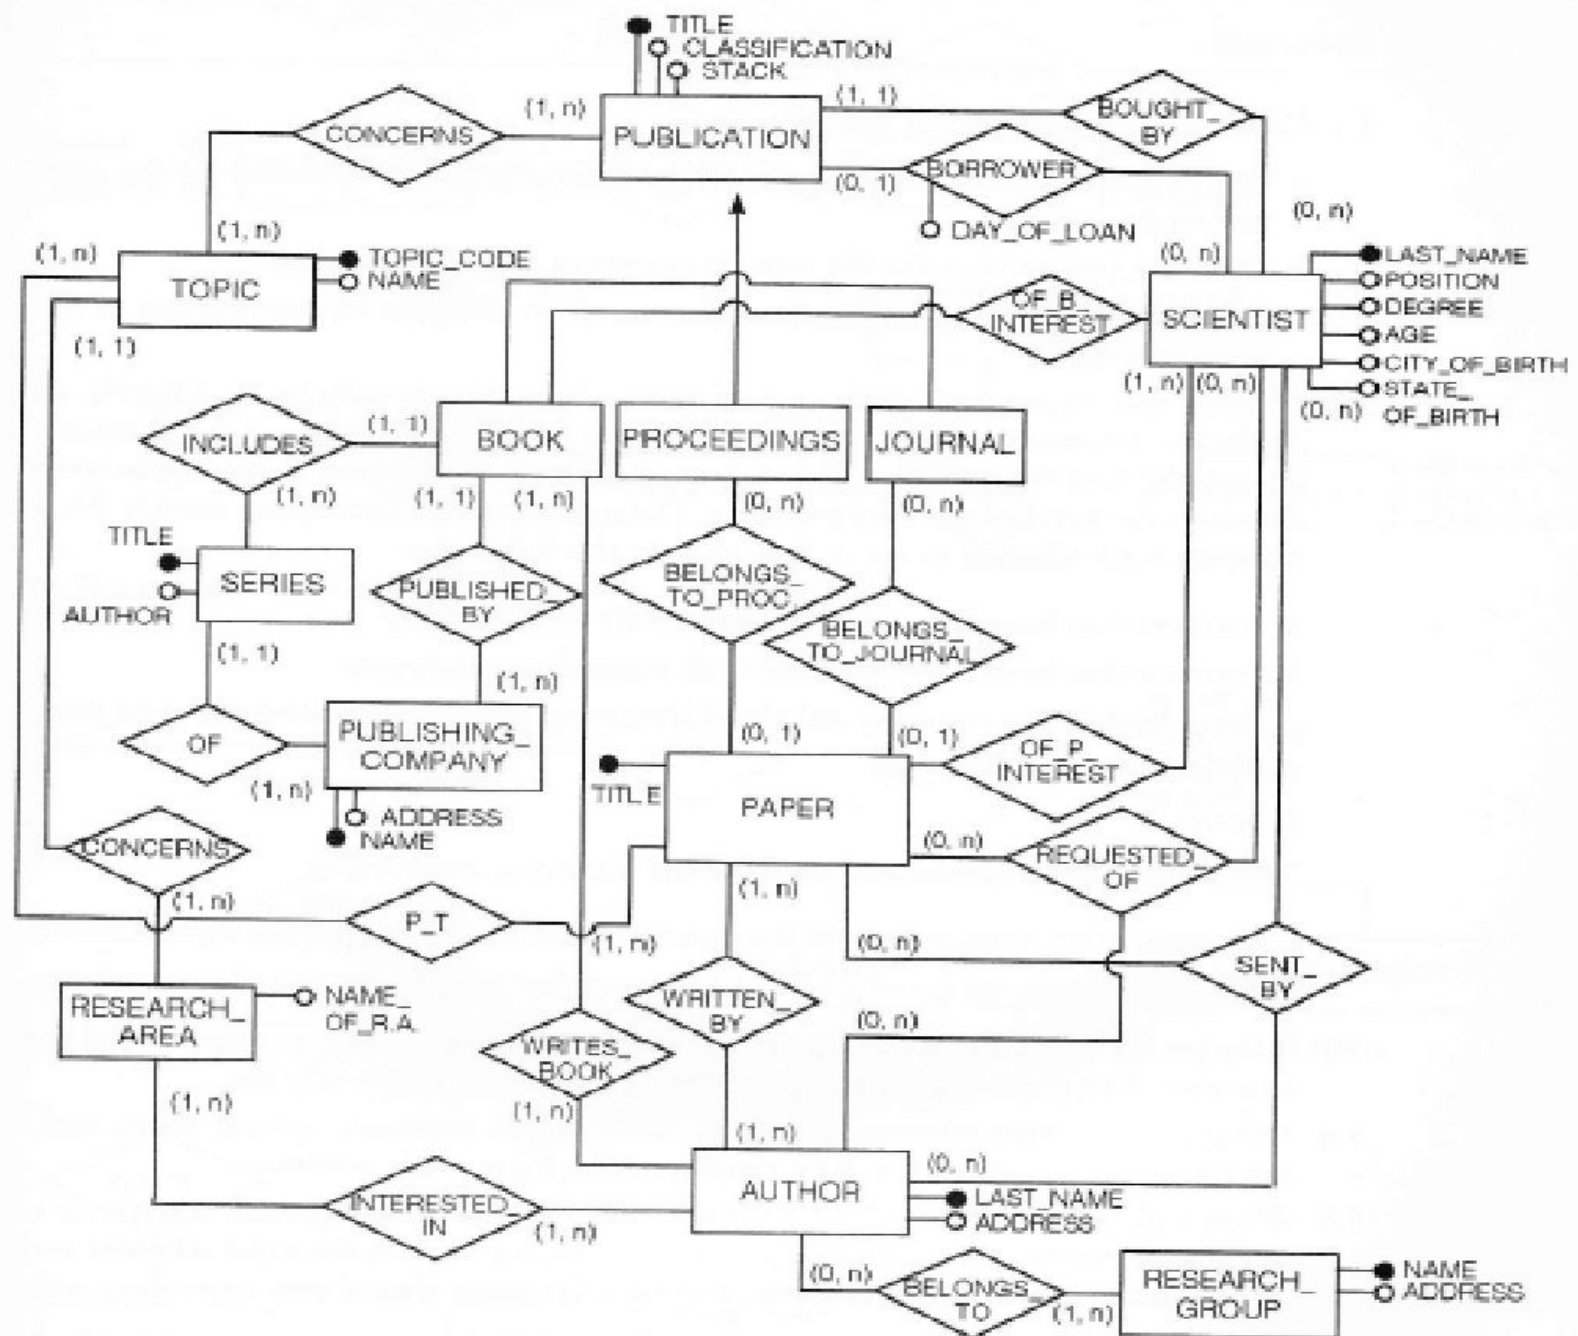 TITLE
CLASSIFICATION
STACK
(1, n)
PUBLICATION
(1, 1)
(0, 1)
CONCERNS
BOUGHT_
BY
BORROWER
DAY_OF_LOAN
(0, n)
(0, n)
(1, n)
(1, n)
TOPIC
TOPIC_CODE
NAME
(1, 1)
OF_B_
INTEREST
SCIENTIST
LAST_NAME
POSITION
DEGREE
AGE
CITY_OF_BIRTH
STATE_
OF_BIRTH
(1, n)
(0, n)
(0, n)
INCLUDES
(1, 1)
BOOK
PROCEEDINGS
JOURNAL
(1, n)
(1, 1)
(1, n)
(0, n)
(0, n)
TITLE
SERIES
AUTHOR
PUBLISHED_
BY
BELONGS_
TO_PROC.
BELONGS_
TO_JOURNAL
(1, 1)
(1, n)
OF
(1, n)
PUBLISHING_
COMPANY
ADDRESS
NAME
(0, 1)
(0, 1)
TITLE
PAPER
OF_P_
INTEREST
CONCERNS
(1, n)
P_T
(1, n)
(1, n)
(0, n)
REQUESTED_
OF
(0, n)
SENT_
BY
RESEARCH_
AREA
NAME_
OF_R.A.
WRITTEN_
BY
(0, n)
WRITES_
BOOK
(1, n)
(1, n)
(1, n)
INTERESTED_
IN
(1, n)
AUTHOR
(0, n)
LAST_NAME
ADDRESS
(0, n)
BELONGS_
TO
(1, n)
RESEARCH_
GROUP
NAME
ADDRESS